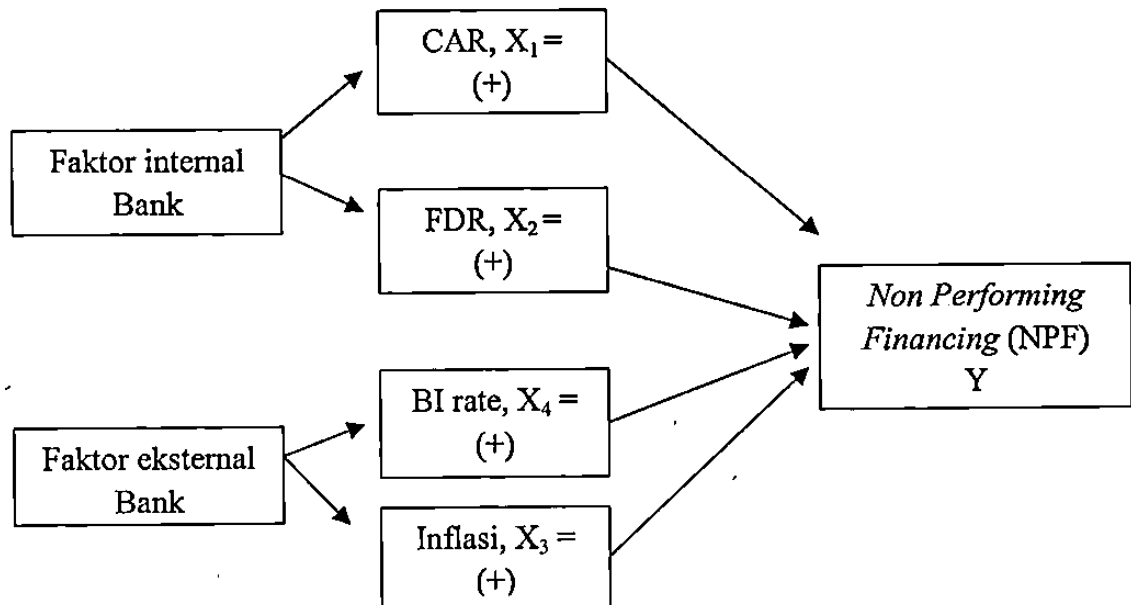 CAR, X₁ =
(+)
Faktor internal
Bank
FDR, X₂ =
(+)
Non Performing
Financing (NPF)
Y
BI rate, X₄ =
(+)
Faktor eksternal
Bank
Inflasi, X₃ =
(+)